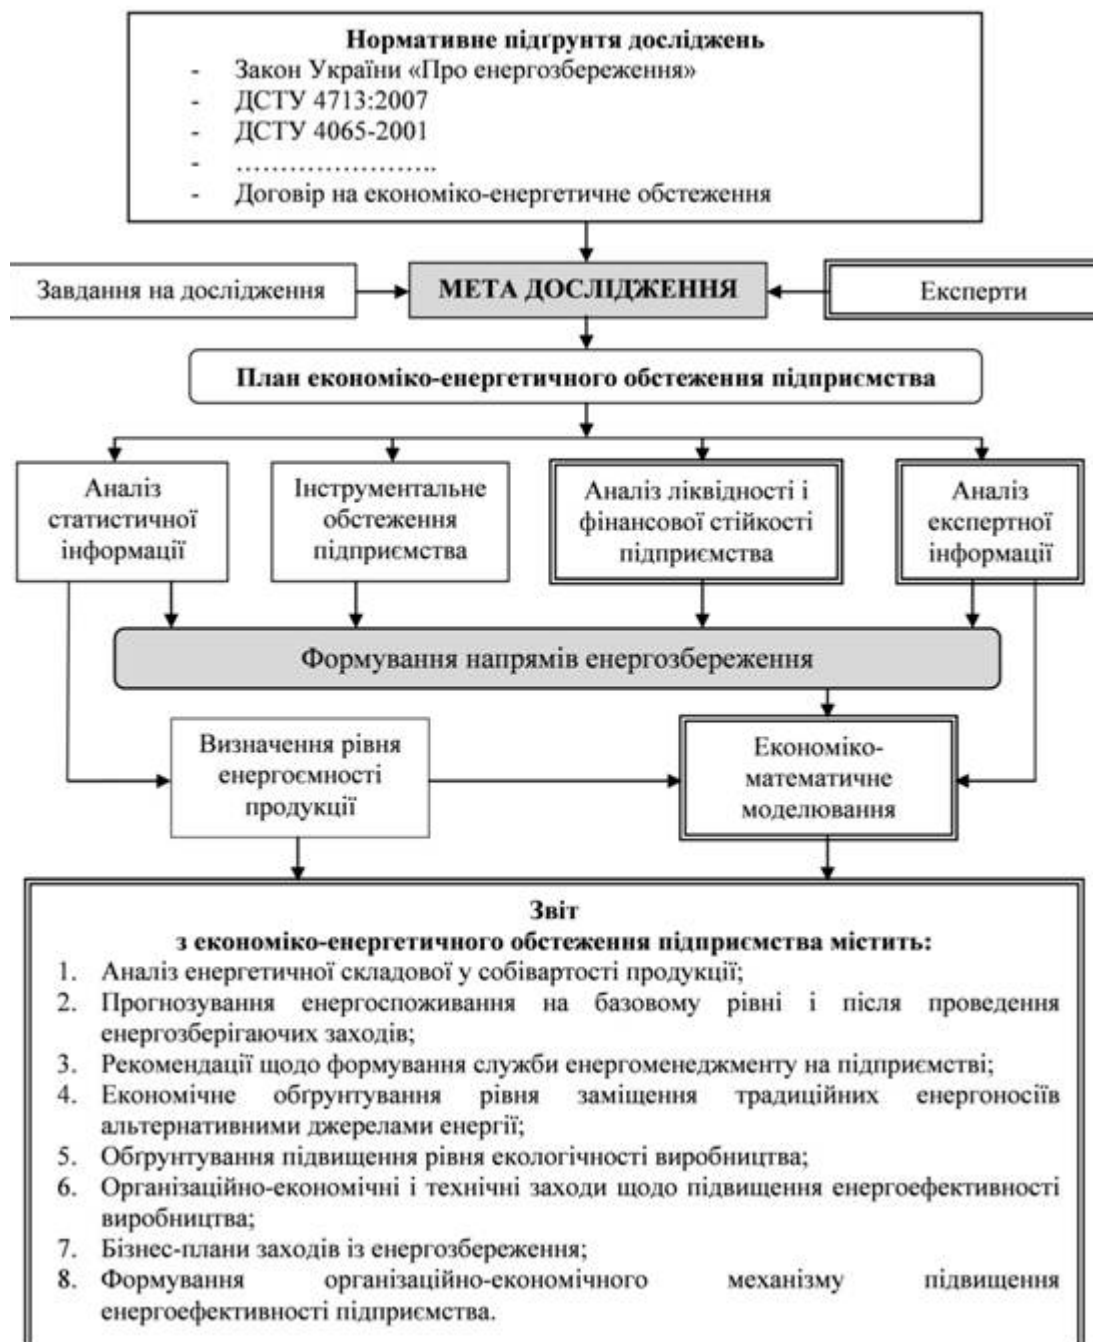 Нормативне підґрунтя досліджень
- Закон України «Про енергозбереження»
- ДСТУ 4713:2007
- ДСТУ 4065-2001
- …………………..
- Договір на економіко-енергетичне обстеження
Завдання на дослідження
МЕТА ДОСЛІДЖЕННЯ
Експерти
План економіко-енергетичного обстеження підприємства
Аналіз
статистичної
інформації
Інструментальне
обстеження
підприємства
Аналіз ліквідності і
фінансової стійкості
підприємства
Аналіз
експертної
інформації
Формування напрямів енергозбереження
Визначення рівня
енергоємності
продукції
Економіко-
математичне
моделювання
Звіт
з економіко-енергетичного обстеження підприємства містить:
1. Аналіз енергетичної складової у собівартості продукції;
2. Прогнозування енергоспоживання на базовому рівні і після проведення
енергозберігаючих заходів;
3. Рекомендації щодо формування служби енергоменеджменту на підприємстві;
4. Економічне обґрунтування рівня заміщення традиційних енергоносіїв
альтернативними джерелами енергії;
5. Обґрунтування підвищення рівня екологічності виробництва;
6. Організаційно-економічні і технічні заходи щодо підвищення енергоефективності
виробництва;
7. Бізнес-плани заходів із енергозбереження;
8. Формування організаційно-економічного механізму підвищення
енергоефективності підприємства.